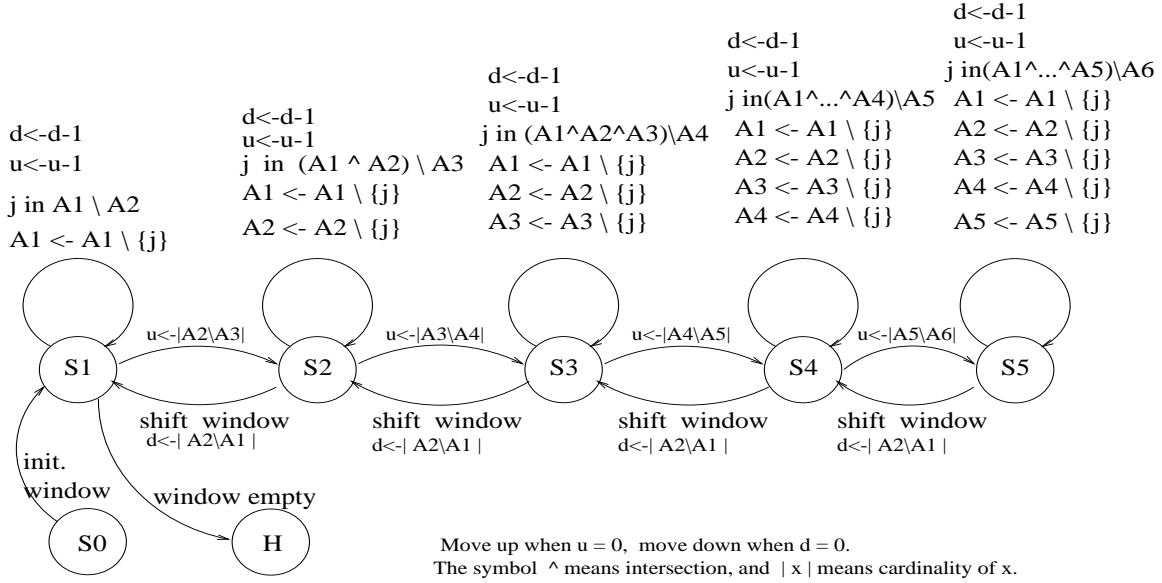 d<-d-1
u<-u-1
j in A1 \ A2
A1 <- A1 \ {j}
d<-d-1
u<-u-1
j in (A1 ^ A2) \ A3
A1 <- A1 \ {j}
A2 <- A2 \ {j}
d<-d-1
u<-u-1
j in (A1^A2^A3)\A4
A1 <- A1 \ {j}
A2 <- A2 \ {j}
A3 <- A3 \ {j}
d<-d-1
u<-u-1
j in(A1^...^A4)\A5
A1 <- A1 \ {j}
A2 <- A2 \ {j}
A3 <- A3 \ {j}
A4 <- A4 \ {j}
d<-d-1
u<-u-1
j in(A1^...^A5)\A6
A1 <- A1 \ {j}
A2 <- A2 \ {j}
A3 <- A3 \ {j}
A4 <- A4 \ {j}
A5 <- A5 \ {j}
u<-|A2\A3|
u<-|A3\A4|
u<-|A4\A5|
u<-|A5\A6|
S1
S2
S3
S4
S5
shift window
d<-| A2\A1 |
shift window
d<-| A2\A1 |
shift window
d<-| A2\A1 |
shift window
d<-| A2\A1 |
init.
window
window empty
S0
H
Move up when u = 0, move down when d = 0.
The symbol ^ means intersection, and | x | means cardinality of x.